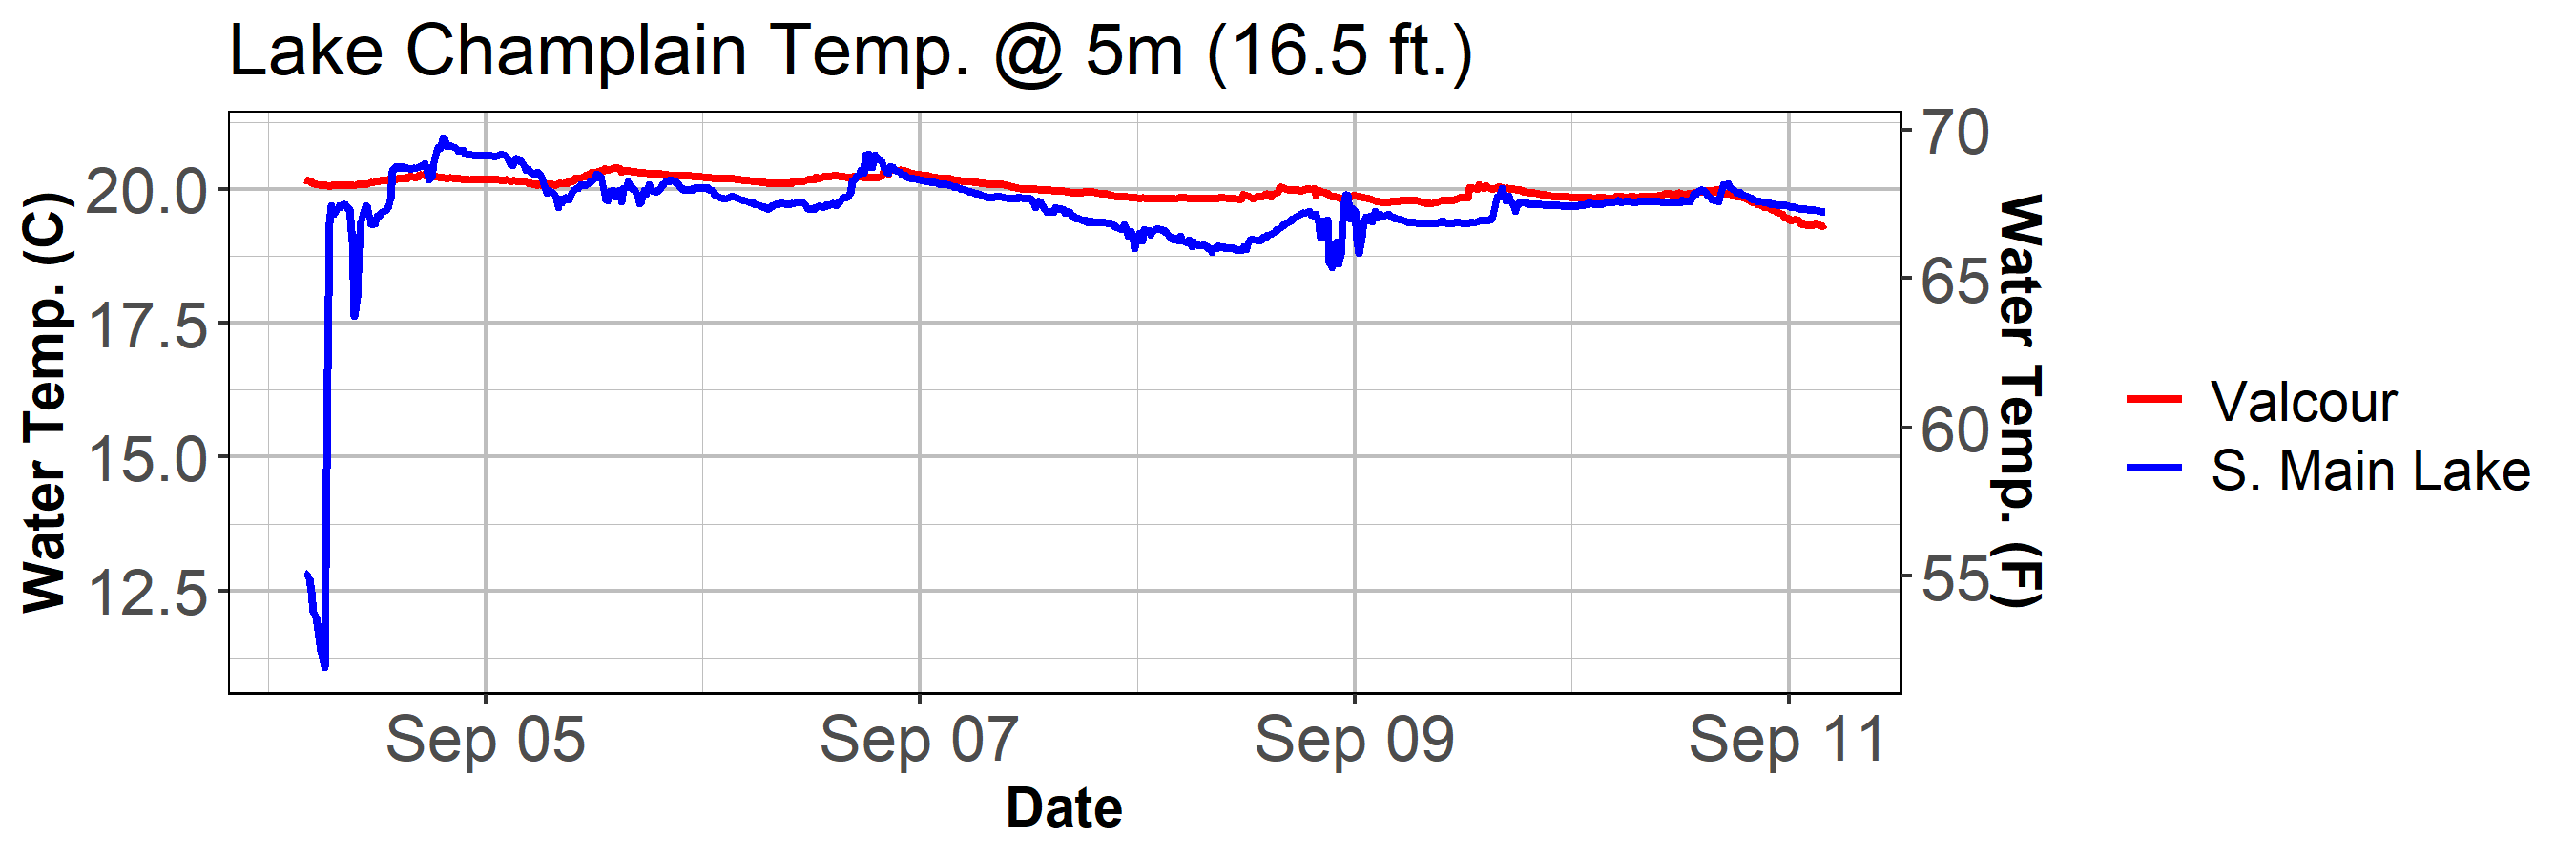 Lake Champlain Temp. @ 5m (16.5 ft.)
Water Temp. (C)
20.0
17.5
15.0
12.5
70
65
60
55
Water Temp. (F)
Sep 05
Sep 07
Sep 09
Sep 11
Date
Valcour
S. Main Lake